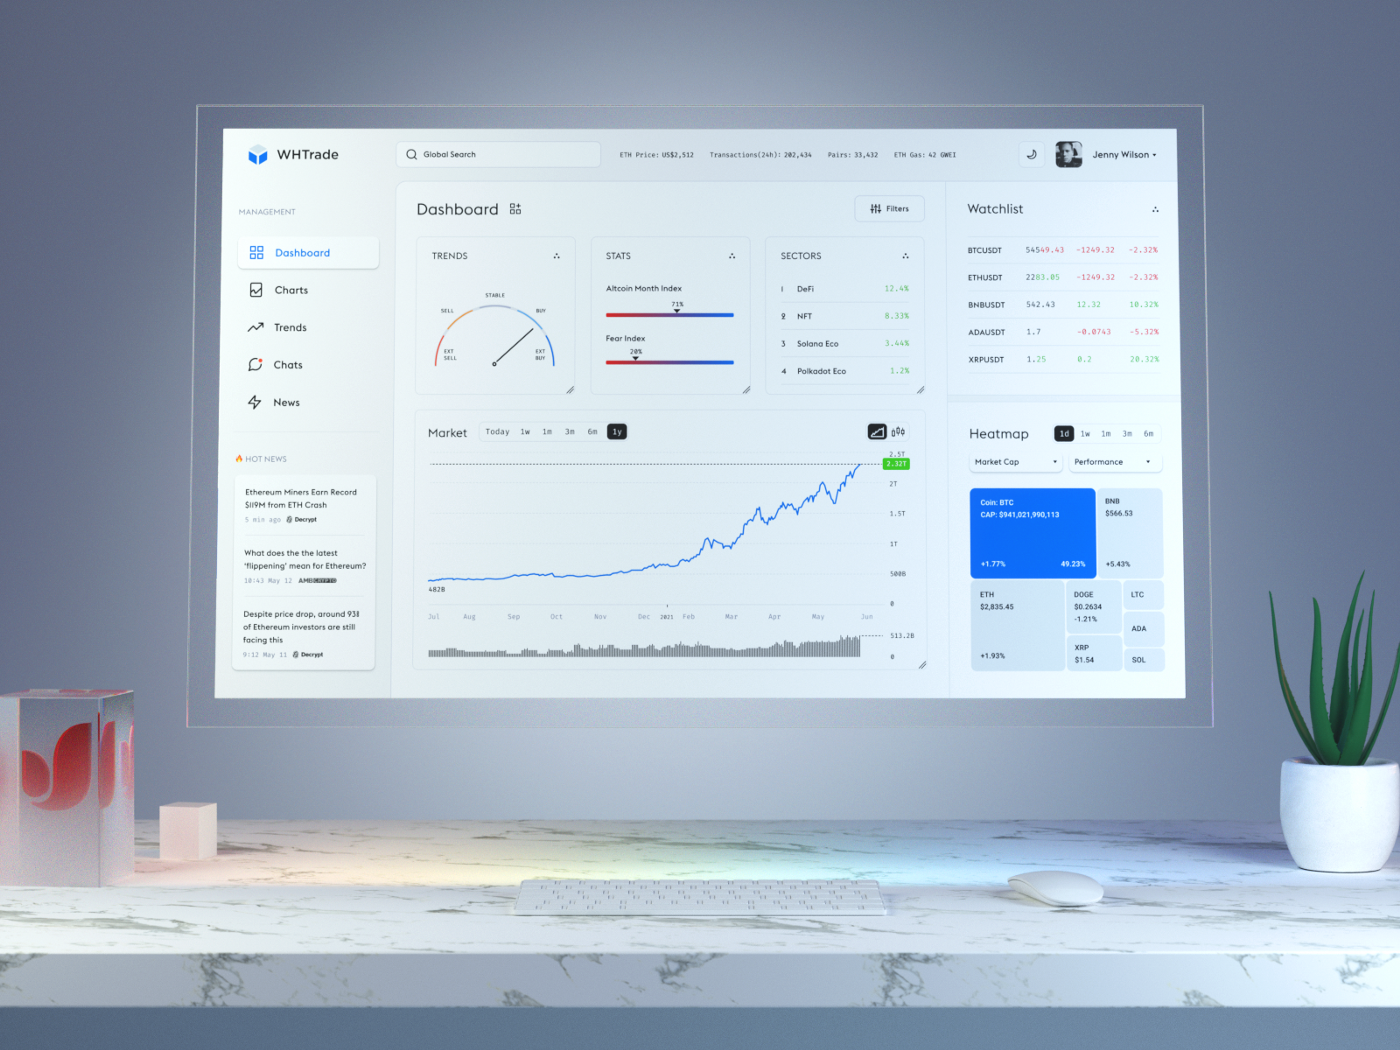 WHTrade
Global Search
ETH Price: US$2,512 Transactions(24h): 202,434 Pairs: 33,432 ETH Gas: 42 GWEI
Jenny Wilson
MANAGEMENT
Dashboard
Charts
Trends
Chats
News
HOT NEWS
Ethereum Miners Earn Record
$119M from ETH Crash
5 min ago Decrypt
What does the the latest
'flippening' mean for Ethereum?
10:43 May 12 AMBCRYPTO
Despite price drop, around 93%
of Ethereum investors are still
facing this
9:12 May 11 Decrypt
Dashboard
Filters
TRENDS
STABLE
SELL BUY
EXT SELL
EXT BUY
STATS
Altcoin Month Index
71%
Fear Index
20%
SECTORS
1 DeFi 12.4%
2 NFT 8.33%
3 Solana Eco 3.44%
4 Polkadot Eco 1.2%
Market
Today 1w 1m 3m 6m 1y
2.5T
2.32T
2T
1.5T
1T
500B
0
482B
Jul Aug Sep Oct Nov Dec 2021 Feb Mar Apr May Jun
513.2B
0
Watchlist
BTCUSDT 54549.43 -1249.32 -2.32%
ETHUSDT 2283.05 -1249.32 -2.32%
BNBUSDT 542.43 12.32 10.32%
ADAUSDT 1.7 -0.0743 -5.32%
XRPUSDT 1.25 0.2 20.32%
Heatmap
1d 1w 1m 3m 6m
Market Cap
Performance
Coin: BTC
CAP: $941,021,990,113
+1.77% 49.23%
BNB
$566.53
+5.43%
ETH
$2,835.45
+1.93%
DOGE
$0.2634
-1.21%
XRP
$1.54
LTC
ADA
SOL